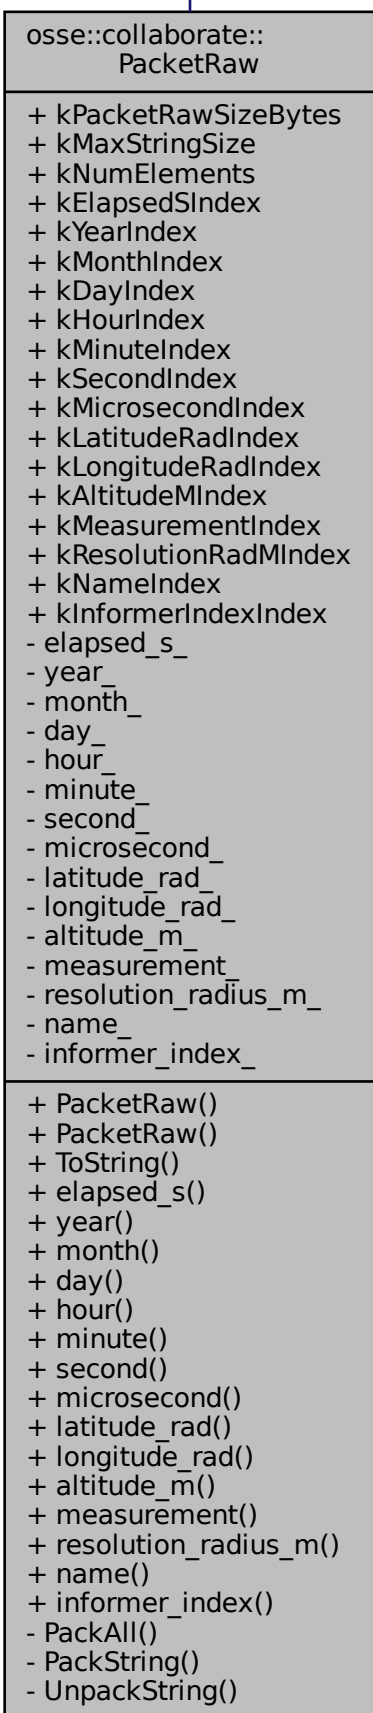 osse::collaborate::
PacketRaw
+ kPacketRawSizeBytes
+ kMaxStringSize
+ kNumElements
+ kElapsedSIndex
+ kYearIndex
+ kMonthIndex
+ kDayIndex
+ kHourIndex
+ kMinuteIndex
+ kSecondIndex
+ kMicrosecondIndex
+ kLatitudeRadIndex
+ kLongitudeRadIndex
+ kAltitudeMIndex
+ kMeasurementIndex
+ kResolutionRadMIndex
+ kNameIndex
+ kInformerIndexIndex
- elapsed_s_
- year_
- month_
- day_
- hour_
- minute_
- second_
- microsecond_
- latitude_rad_
- longitude_rad_
- altitude_m_
- measurement_
- resolution_radius_m_
- name_
- informer_index_
+ PacketRaw()
+ PacketRaw()
+ ToString()
+ elapsed_s()
+ year()
+ month()
+ day()
+ hour()
+ minute()
+ second()
+ microsecond()
+ latitude_rad()
+ longitude_rad()
+ altitude_m()
+ measurement()
+ resolution_radius_m()
+ name()
+ informer_index()
- PackAll()
- PackString()
- UnpackString()